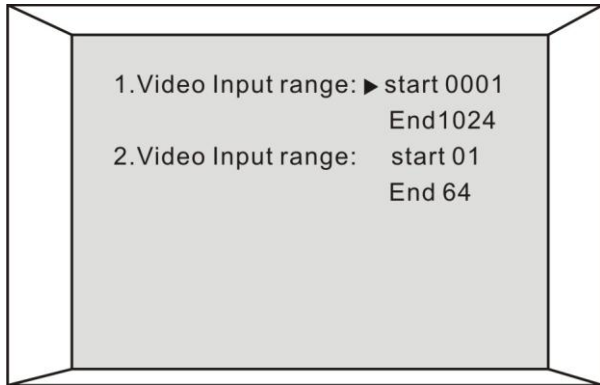 1.Video Input range: ▶ start 0001
End1024
2.Video Input range: start 01
End 64